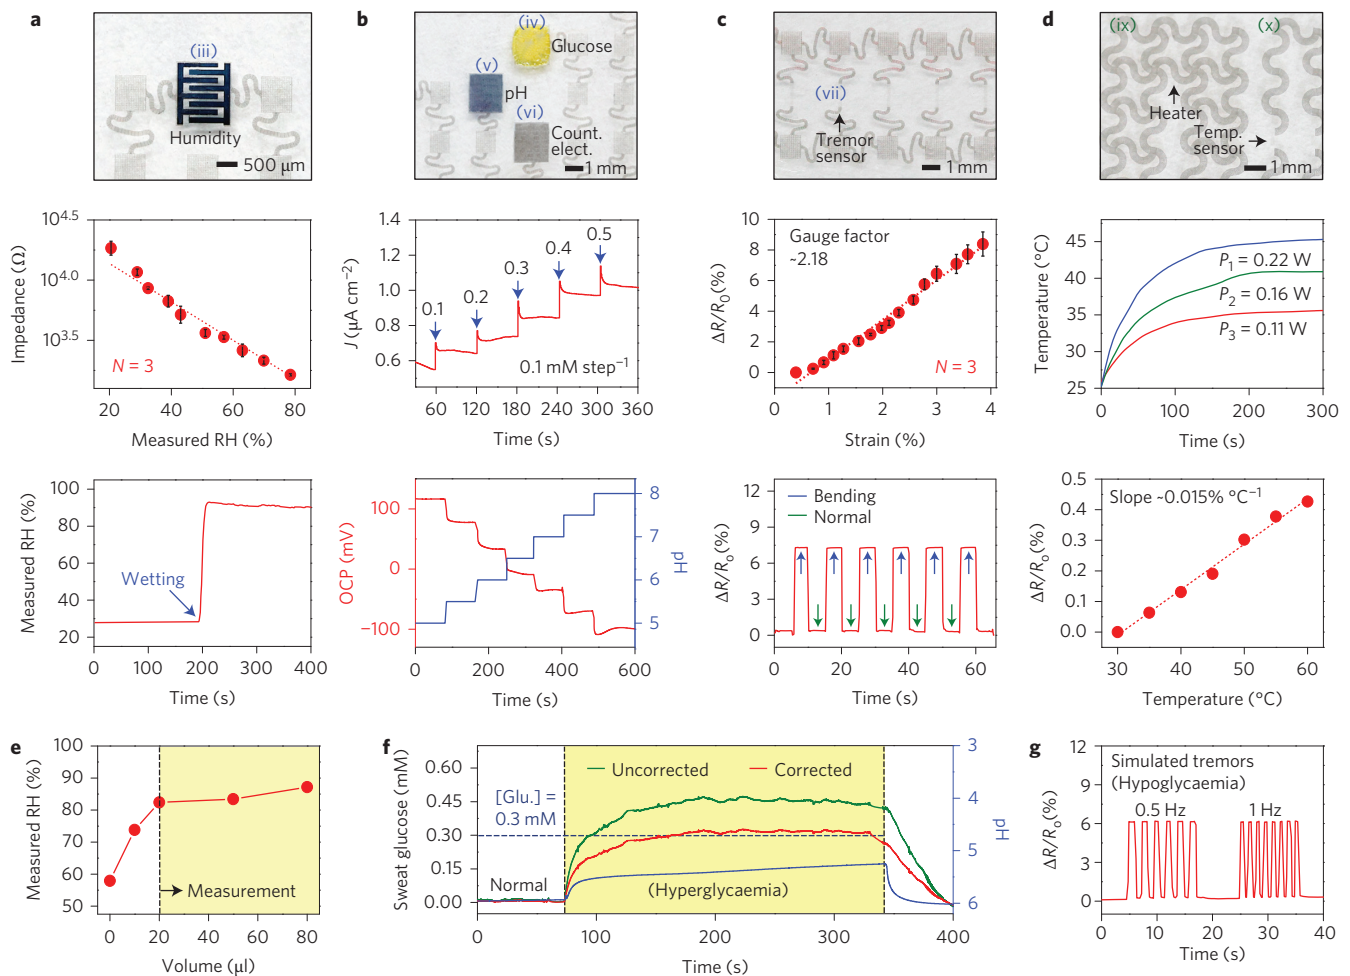 a
(iii)
Humidity
500 μm
b
(iv)
Glucose
(v)
pH
(vi)
Count.
elect.
1 mm
c
(vii)
Tremor
sensor
1 mm
d
(ix)
(x)
Heater
Temp.
sensor
1 mm
Impedance (Ω)
10^4.5
10^4.0
10^3.5
N = 3
20 40 60 80
Measured RH (%)
J (μA cm−2)
1.4
1.2
1.0
0.8
0.6
0.1
0.2
0.3
0.4
0.5
0.1 mM step−1
60 120 180 240 300 360
Time (s)
ΔR/R0 (%)
10
8
6
4
2
0
Gauge factor
~2.18
N = 3
0 1 2 3 4
Strain (%)
Temperature (°C)
45
40
35
30
25
P1 = 0.22 W
P2 = 0.16 W
P3 = 0.11 W
0 100 200 300
Time (s)
Measured RH (%)
100
80
60
40
20
Wetting
0 100 200 300 400
Time (s)
OCP (mV)
100
0
−100
8
7
6
5
pH
0 200 400 600
Time (s)
ΔR/Ro (%)
12
9
6
3
0
Bending
Normal
0 20 40 60
Time (s)
ΔR/Ro (%)
0.5
0.4
0.3
0.2
0.1
0.0
Slope ~0.015% °C−1
30 40 50 60
Temperature (°C)
e
Measured RH (%)
100
90
80
70
60
50
Measurement
0 20 40 60 80
Volume (μl)
f
Sweat glucose (mM)
0.60
0.45
0.30
0.15
0.00
Uncorrected
Corrected
[Glu.] =
0.3 mM
Normal
(Hyperglycaemia)
3
4
5
6
pH
0 100 200 300 400
Time (s)
g
ΔR/Ro (%)
12
9
6
3
0
Simulated tremors
(Hypoglycaemia)
0.5 Hz
1 Hz
0 10 20 30 40
Time (s)